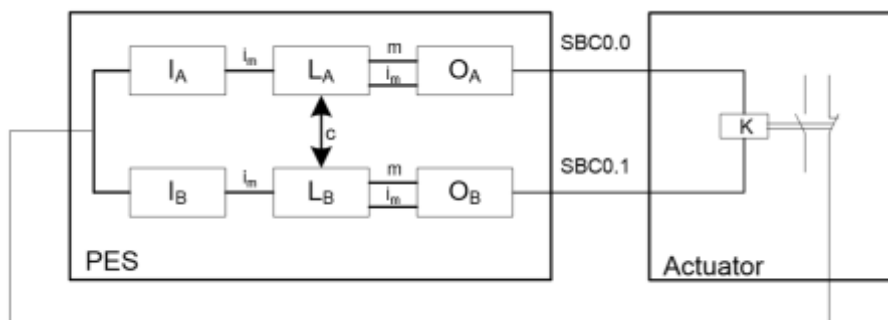 SBC0.0
I_A i_m L_A m i_m O_A
c
K
SBC0.1
I_B i_m L_B m i_m O_B
PES
Actuator